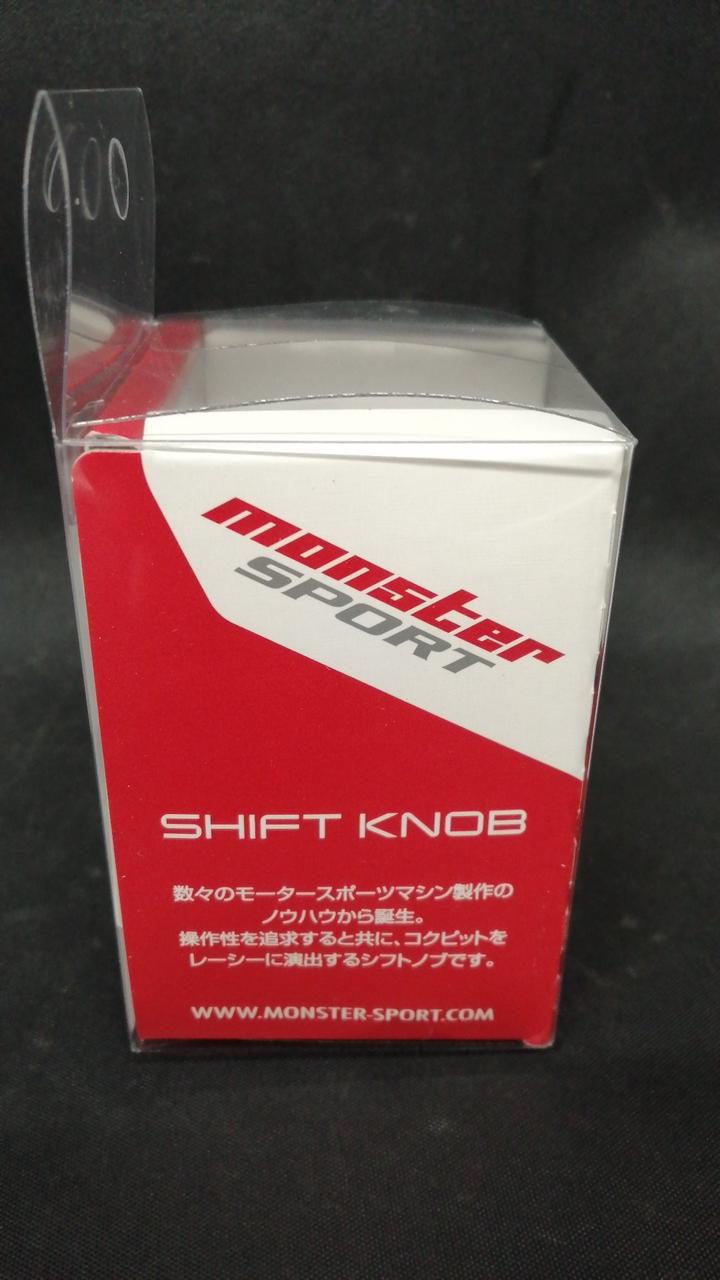 monster
SPORT
SHIFT KNOB
数々のモータースポーツマシン製作の
ノウハウから誕生。
操作性を追求すると共に、コクピットを
レーシーに演出するシフトノブです。
WWW.MONSTER-SPORT.COM